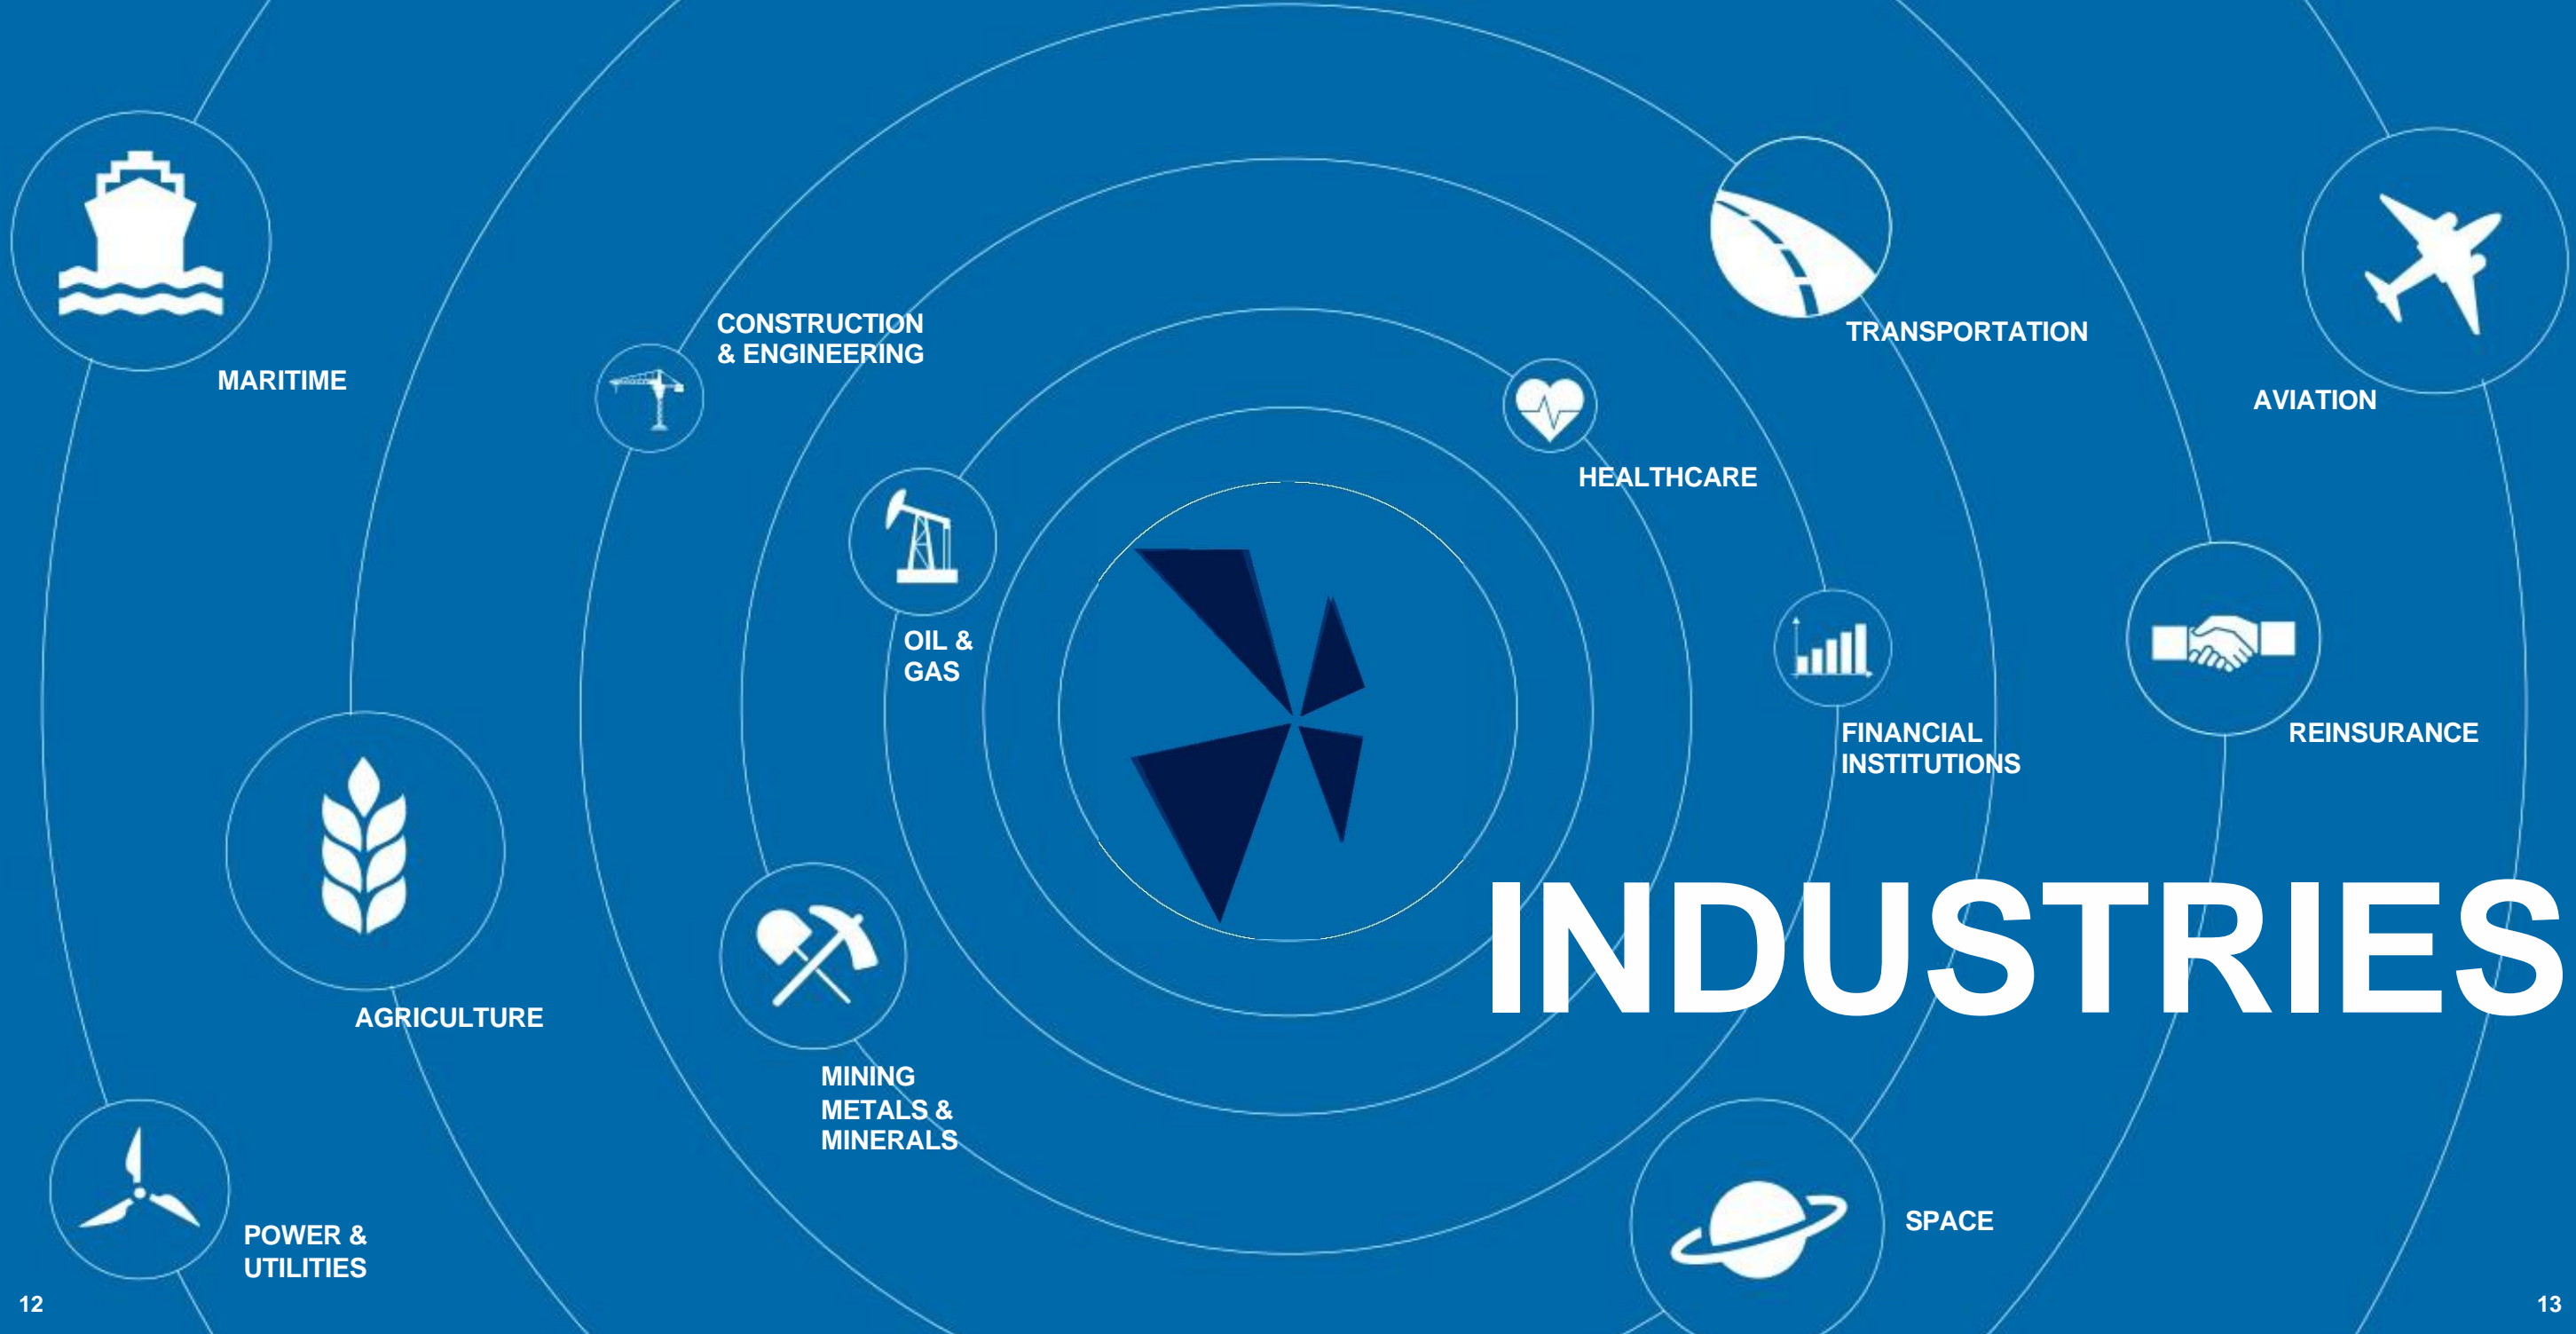 MARITIME
CONSTRUCTION
& ENGINEERING
TRANSPORTATION
AVIATION
HEALTHCARE
OIL &
GAS
FINANCIAL
INSTITUTIONS
REINSURANCE
INDUSTRIES
AGRICULTURE
MINING
METALS &
MINERALS
SPACE
POWER &
UTILITIES
12
13